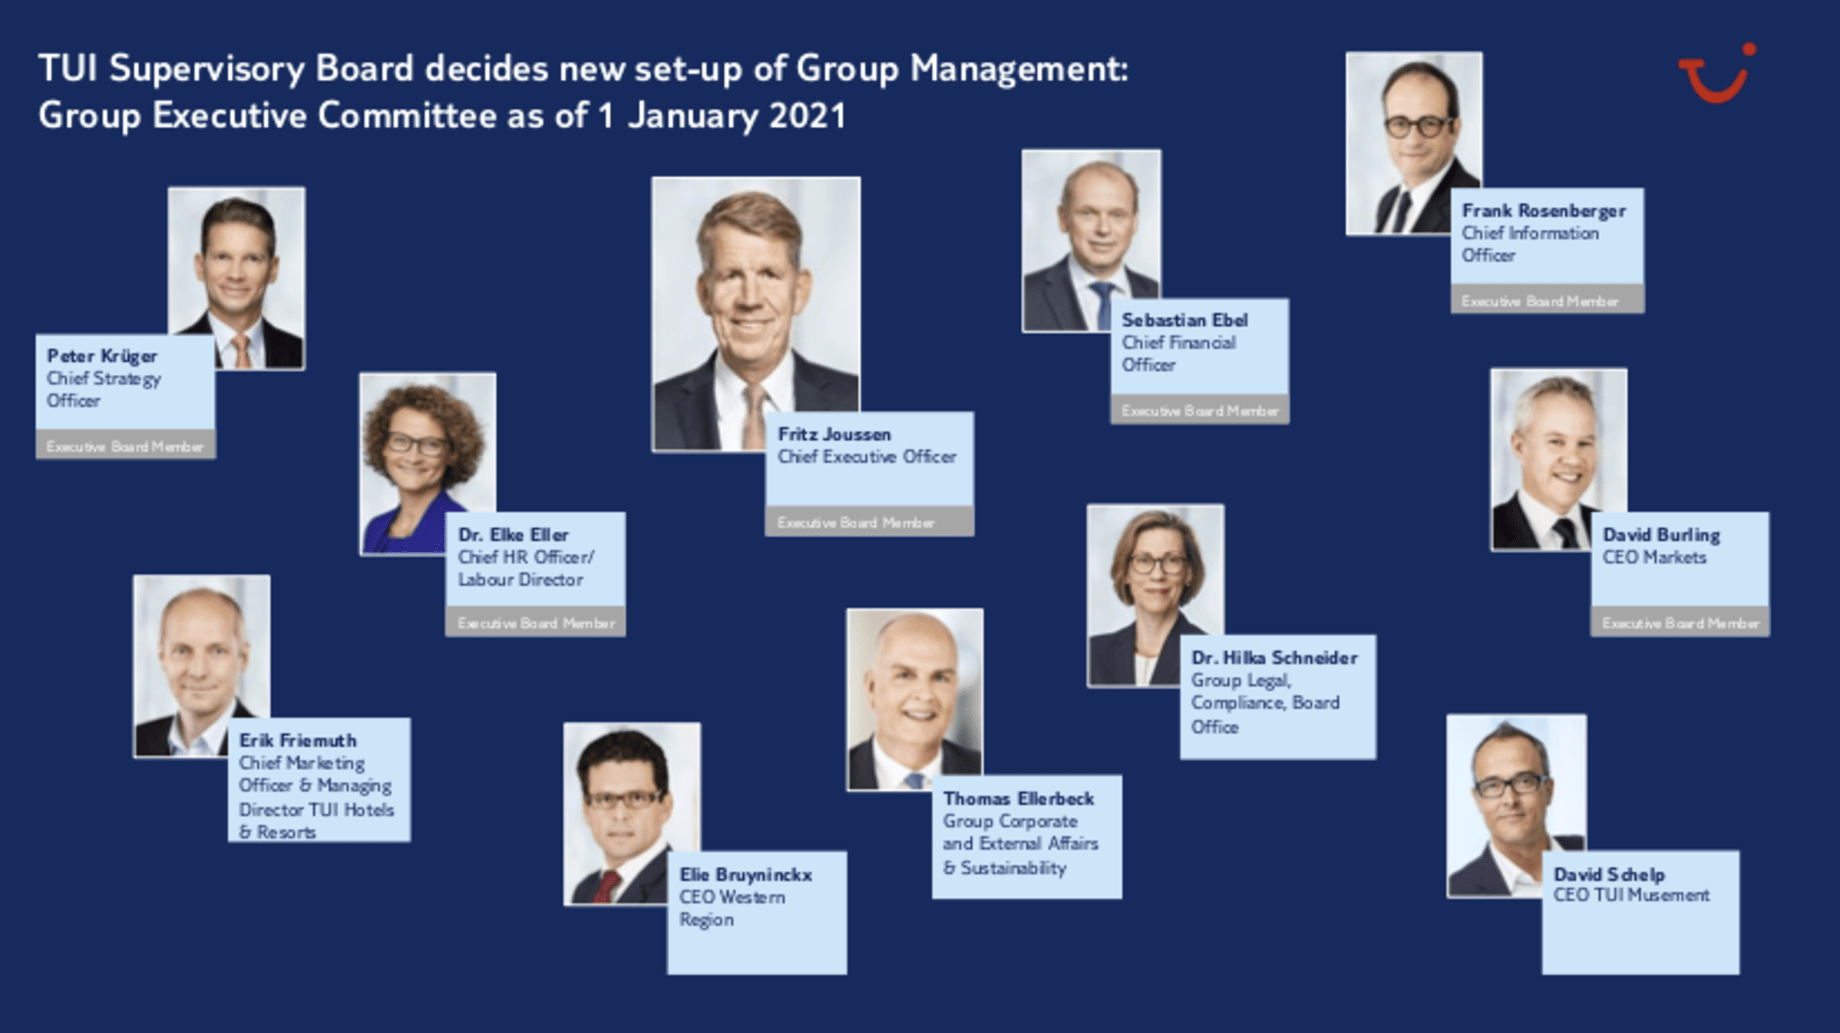 TUI Supervisory Board decides new set-up of Group Management:
Group Executive Committee as of 1 January 2021
Peter Krüger
Chief Strategy
Officer
Executive Board Member
Dr. Elke Eller
Chief HR Officer/
Labour Director
Executive Board Member
Fritz Joussen
Chief Executive Officer
Executive Board Member
Sebastian Ebel
Chief Financial
Officer
Executive Board Member
Frank Rosenberger
Chief Information
Officer
Executive Board Member
David Burling
CEO Markets
Executive Board Member
Erik Friemuth
Chief Marketing
Officer & Managing
Director TUI Hotels
& Resorts
Elie Bruyninckx
CEO Western
Region
Thomas Ellerbeck
Group Corporate
and External Affairs
& Sustainability
Dr. Hilka Schneider
Group Legal,
Compliance, Board
Office
David Schelp
CEO TUI Musement